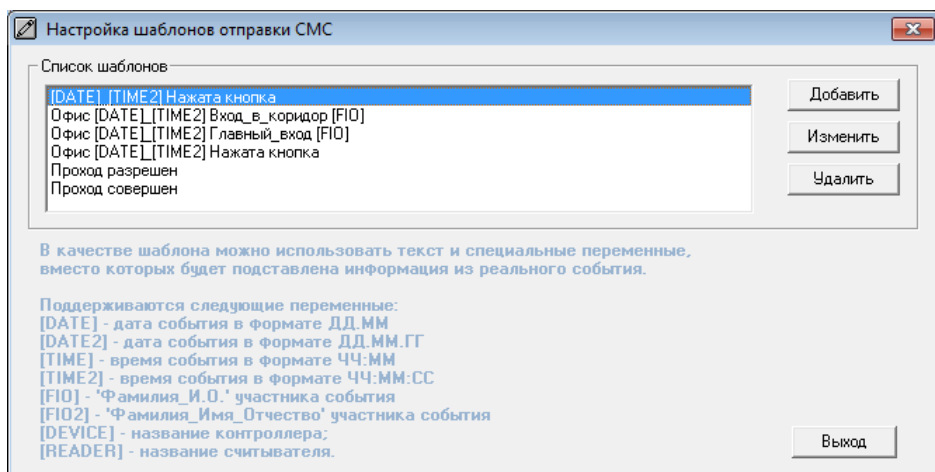 Настройка шаблонов отправки СМС
Список шаблонов
[DATE]_[TIME2] Нажата кнопка
Офис [DATE]_[TIME2] Вход_в_коридор [FIO]
Офис [DATE]_[TIME2] Главный_вход [FIO]
Офис [DATE]_[TIME2] Нажата кнопка
Проход разрешен
Проход совершен
Добавить
Изменить
Удалить
В качестве шаблона можно использовать текст и специальные переменные,
вместо которых будет подставлена информация из реального события.
Поддерживаются следующие переменные:
[DATE] - дата события в формате ДД.ММ
[DATE2] - дата события в формате ДД.ММ.ГГ
[TIME] - время события в формате ЧЧ:ММ
[TIME2] - время события в формате ЧЧ:ММ:СС
[FIO] - 'Фамилия_И.О.' участника события
[FIO2] - 'Фамилия_Имя_Отчество' участника события
[DEVICE] - название контроллера;
[READER] - название считывателя.
Выход